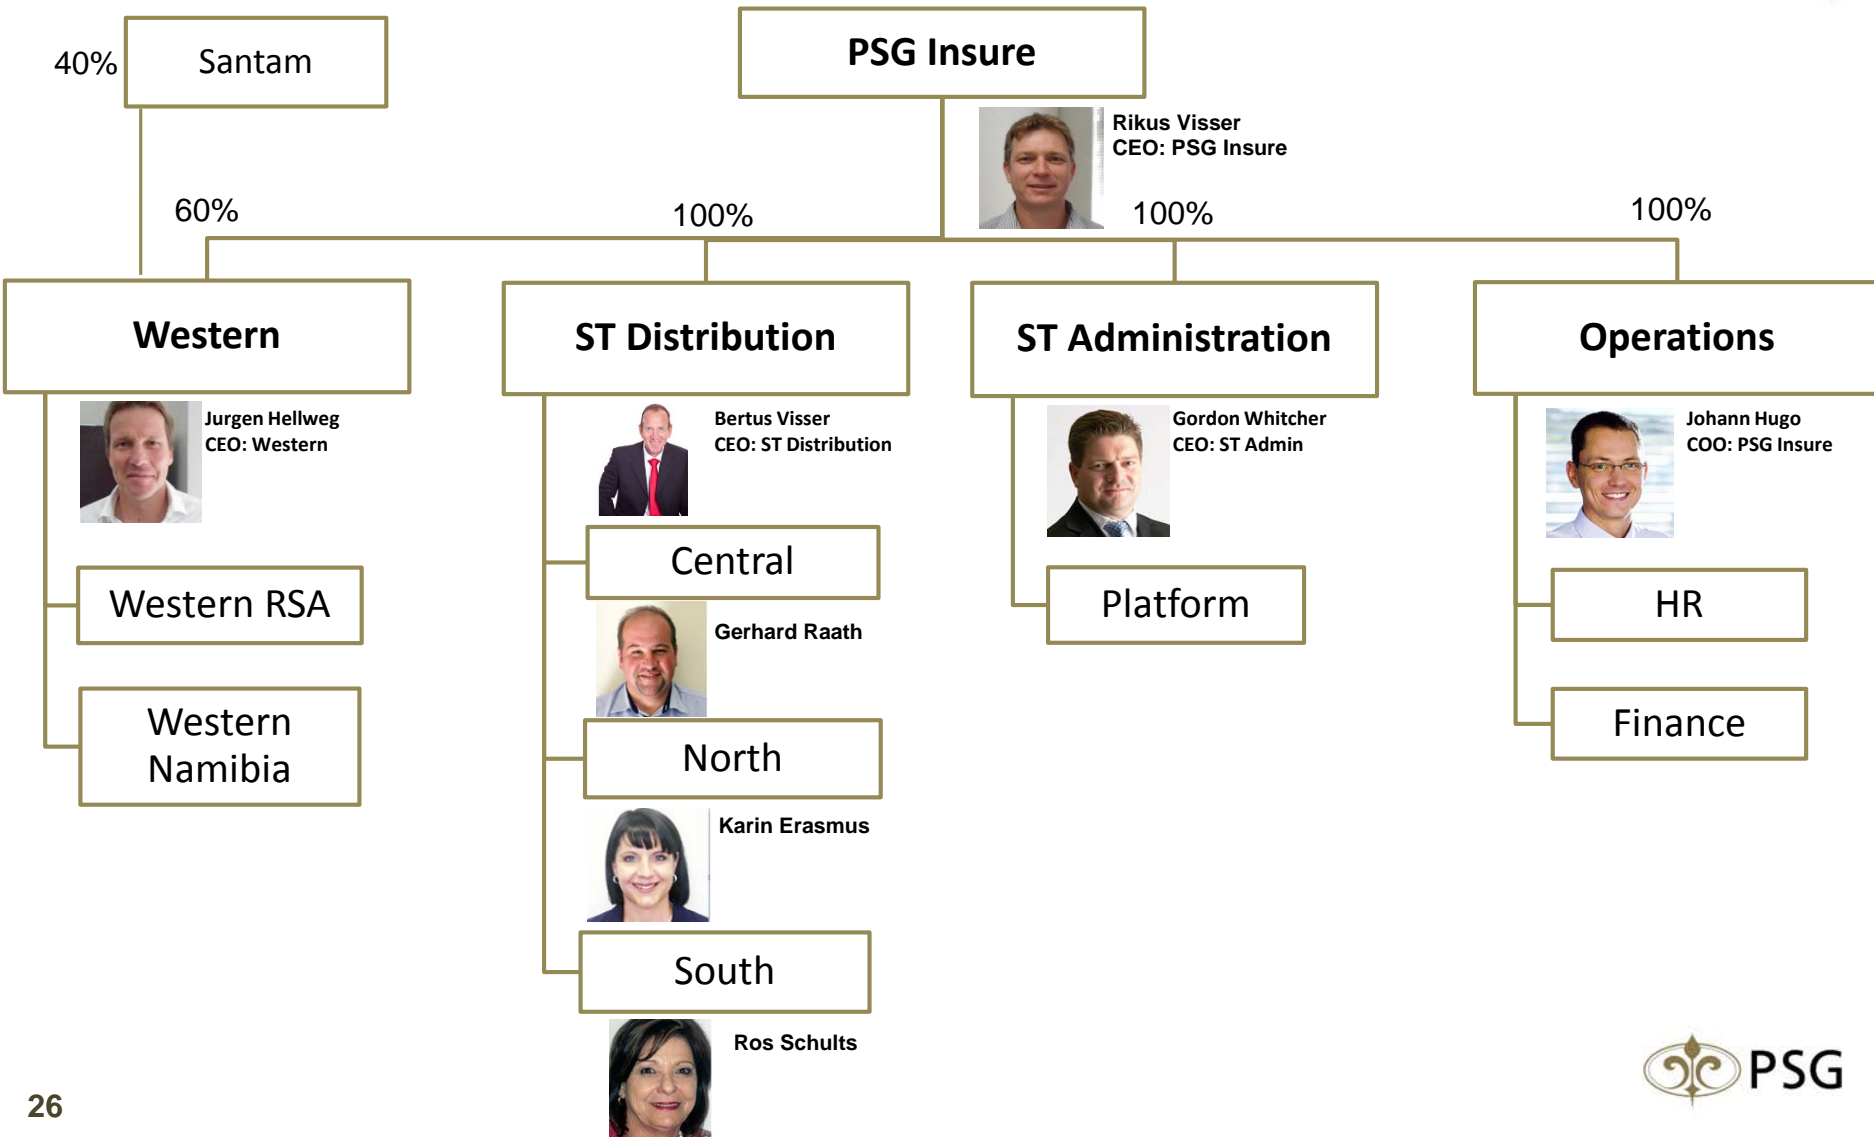 40%
Santam
PSG Insure
Rikus Visser
CEO: PSG Insure
60%
100%
100%
100%
Western
ST Distribution
ST Administration
Operations
Jurgen Hellweg
CEO: Western
Bertus Visser
CEO: ST Distribution
Gordon Whitcher
CEO: ST Admin
Johann Hugo
COO: PSG Insure
Central
Western RSA
Platform
HR
Gerhard Raath
Western
Namibia
North
Finance
Karin Erasmus
South
Ros Schults
PSG
26